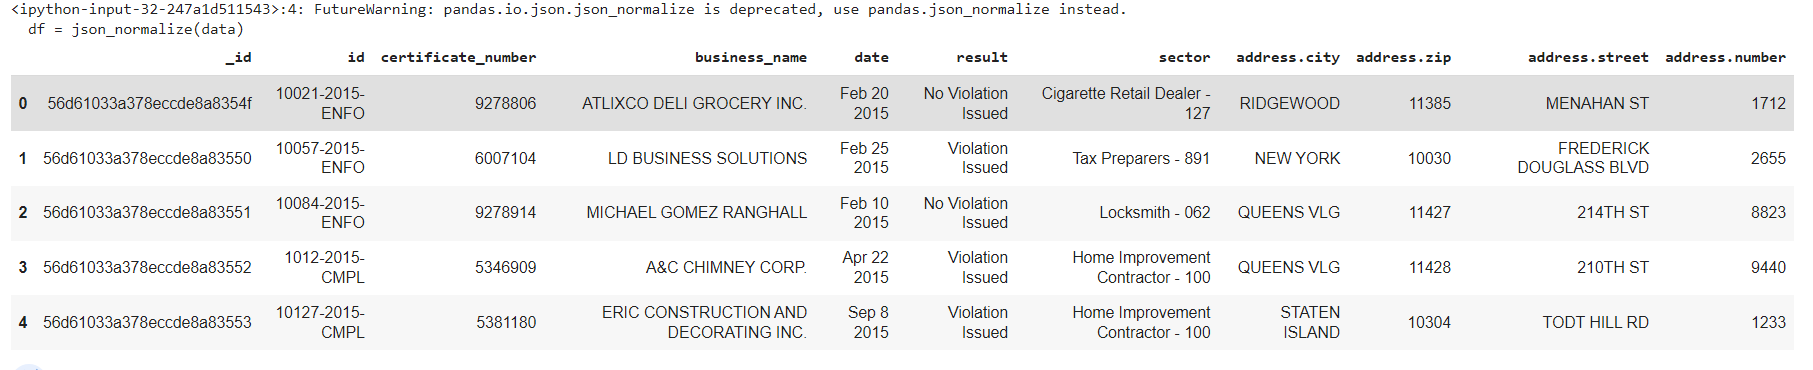 <ipython-input-32-247a1d511543>:4: FutureWarning: pandas.io.json.json_normalize is deprecated, use pandas.json_normalize instead.
df = json_normalize(data)
_id id certificate_number business_name date result sector address.city address.zip address.street address.number
0 56d61033a378eccde8a8354f 10021-2015-ENFO 9278806 ATLIXCO DELI GROCERY INC. Feb 20 2015 No Violation Issued Cigarette Retail Dealer - 127 RIDGEWOOD 11385 MENAHAN ST 1712
1 56d61033a378eccde8a83550 10057-2015-ENFO 6007104 LD BUSINESS SOLUTIONS Feb 25 2015 Violation Issued Tax Preparers - 891 NEW YORK 10030 FREDERICK DOUGLASS BLVD 2655
2 56d61033a378eccde8a83551 10084-2015-ENFO 9278914 MICHAEL GOMEZ RANGHALL Feb 10 2015 No Violation Issued Locksmith - 062 QUEENS VLG 11427 214TH ST 8823
3 56d61033a378eccde8a83552 1012-2015-CMPL 5346909 A&C CHIMNEY CORP. Apr 22 2015 Violation Issued Home Improvement Contractor - 100 QUEENS VLG 11428 210TH ST 9440
4 56d61033a378eccde8a83553 10127-2015-CMPL 5381180 ERIC CONSTRUCTION AND DECORATING INC. Sep 8 2015 Violation Issued Home Improvement Contractor - 100 STATEN ISLAND 10304 TODT HILL RD 1233